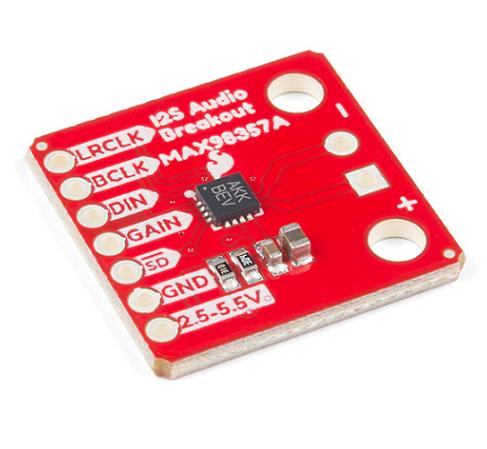 I2S Audio
Breakout
MAX98357A
LRCLK
BCLK
DIN
GAIN
SD
GND
2.5-5.5V
AKK
BEV
-
+